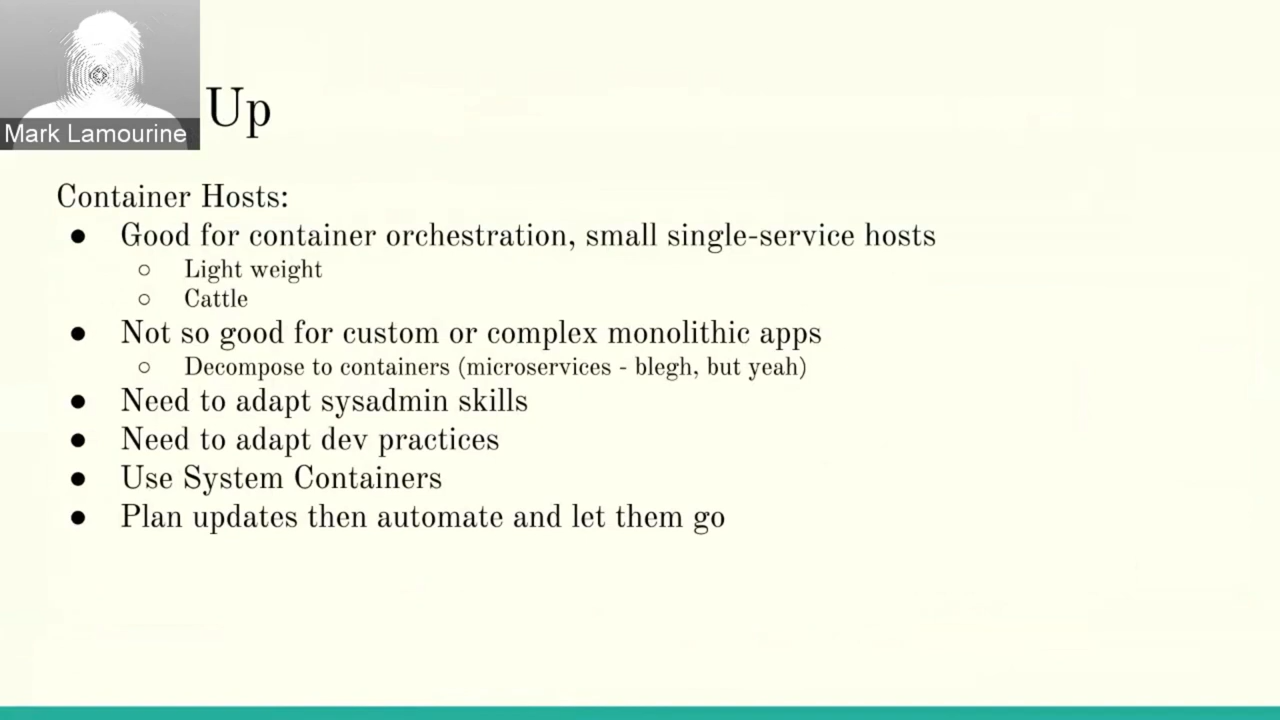 Mark Lamourine
Up
Container Hosts:
● Good for container orchestration, small single-service hosts
○ Light weight
○ Cattle
● Not so good for custom or complex monolithic apps
○ Decompose to containers (microservices - blegh, but yeah)
● Need to adapt sysadmin skills
● Need to adapt dev practices
● Use System Containers
● Plan updates then automate and let them go